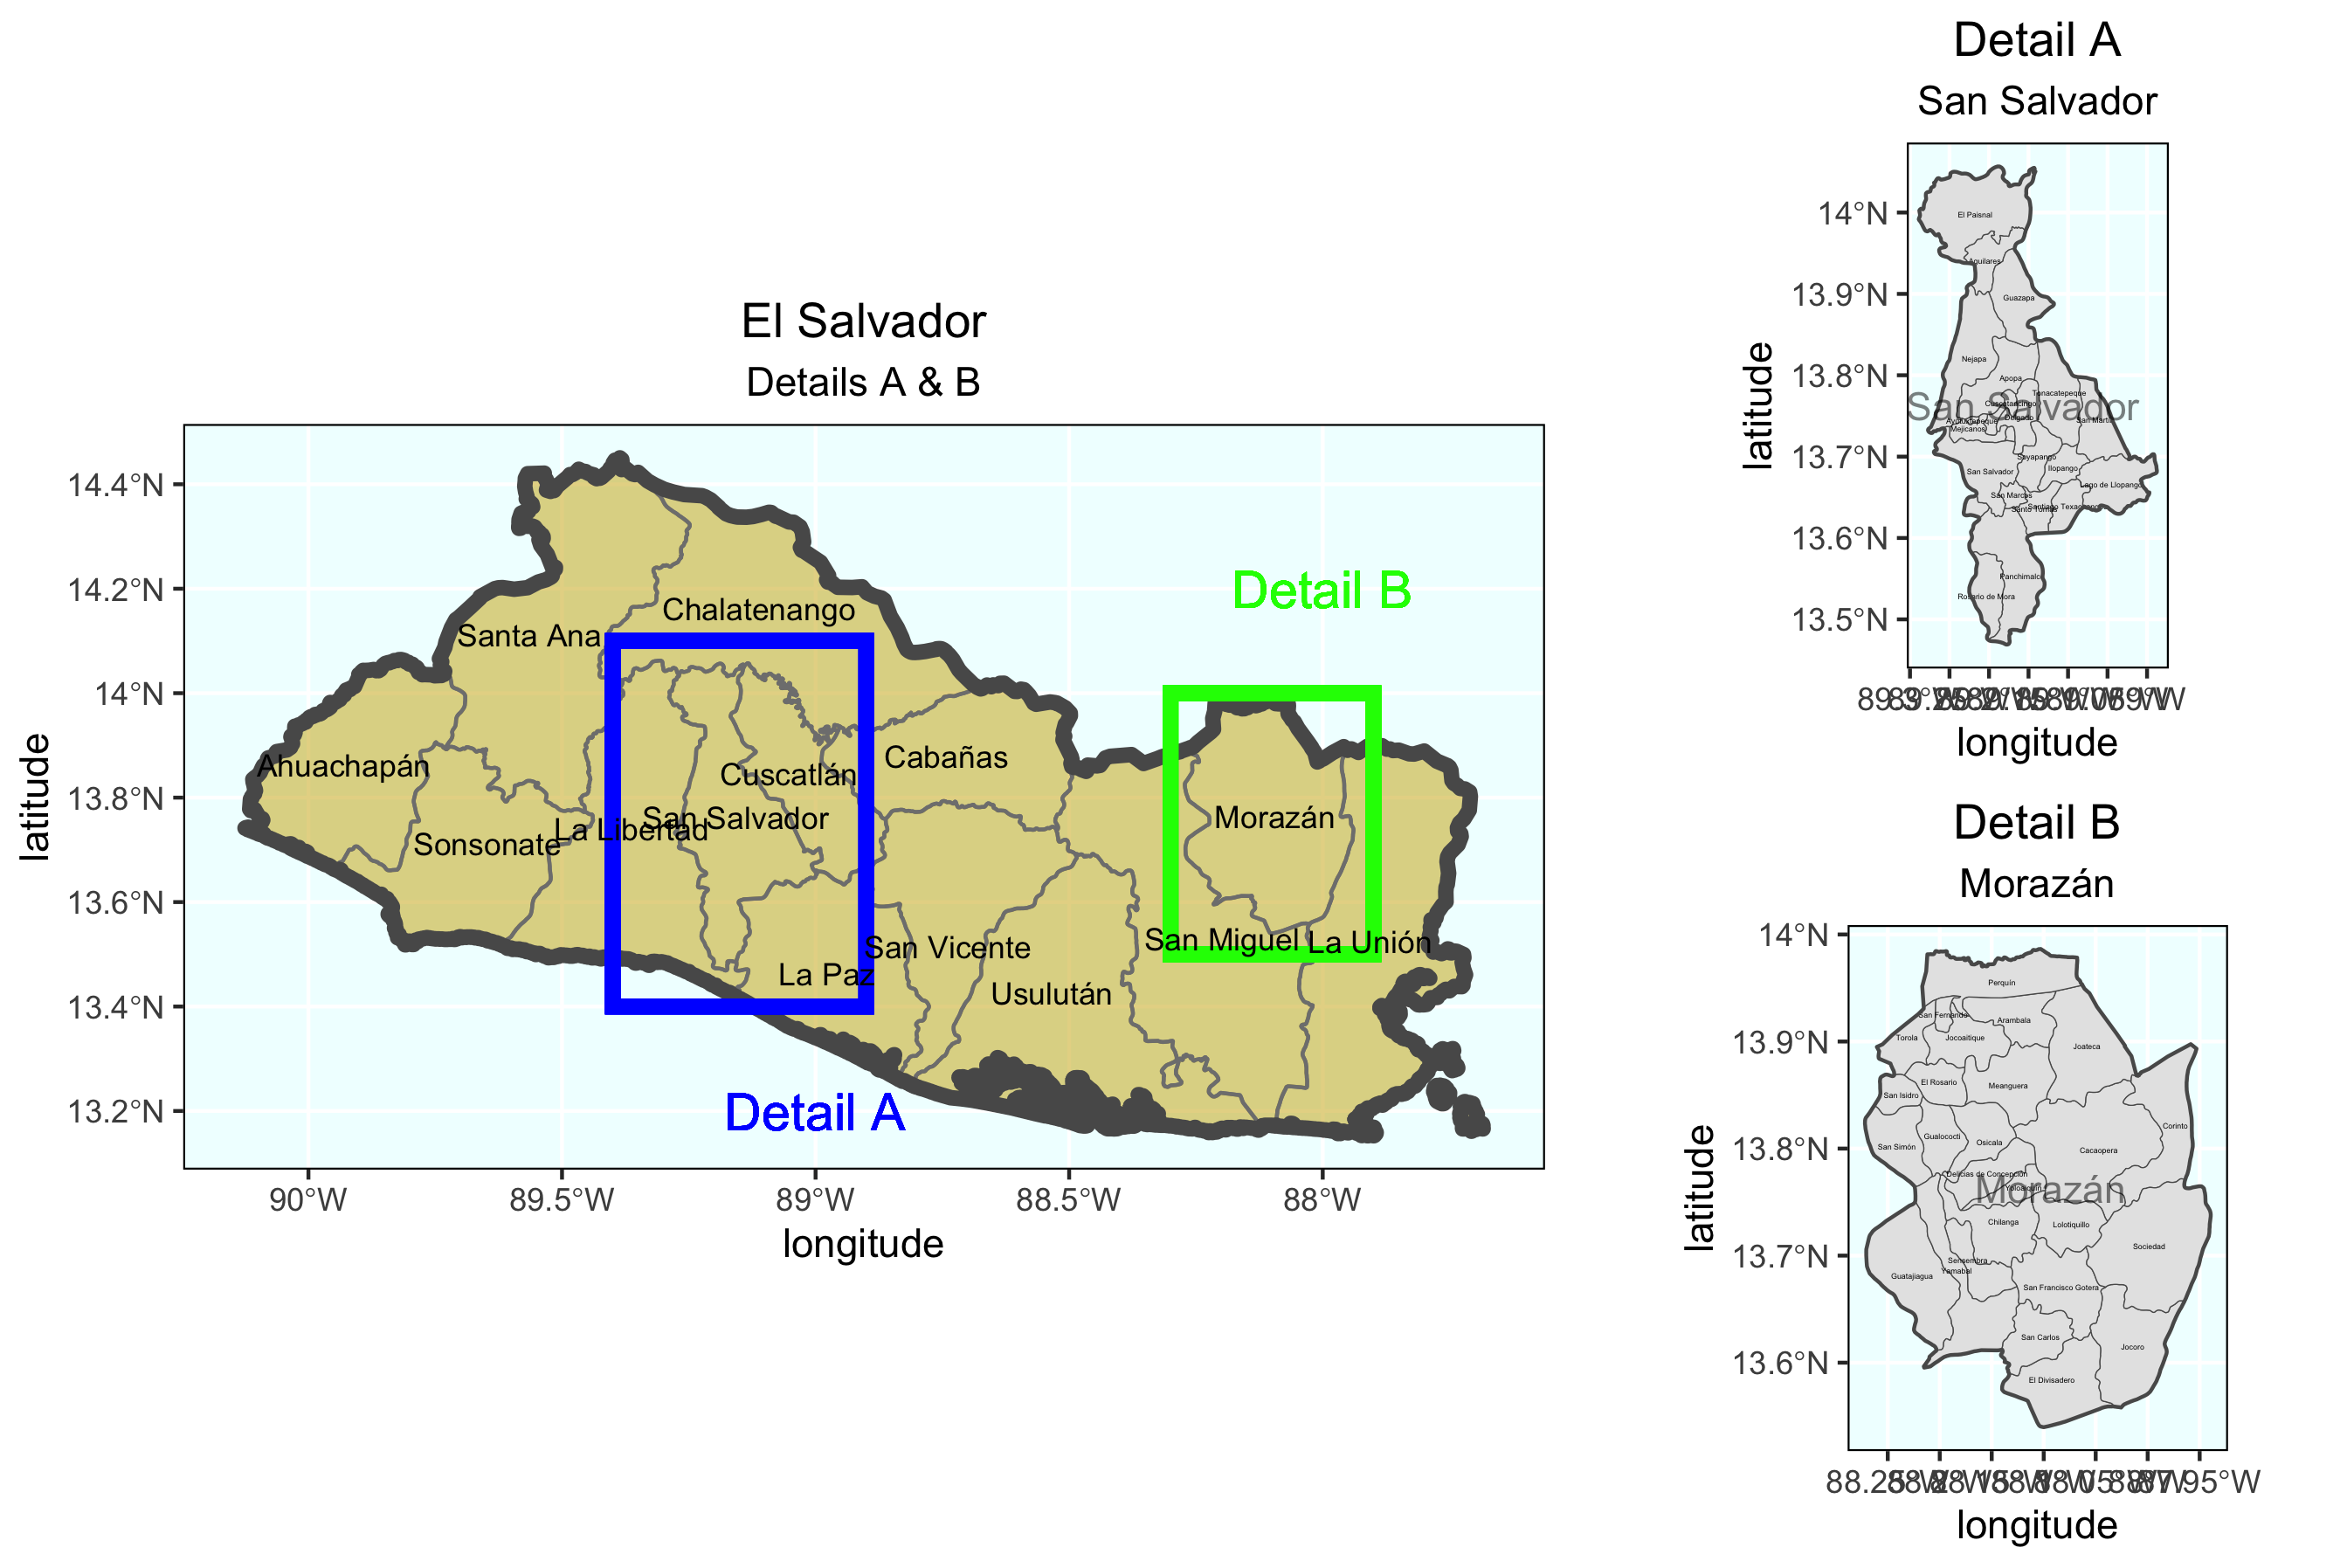 El Salvador
Details A & B
latitude
14.4°N
14.2°N
14°N
13.8°N
13.6°N
13.4°N
13.2°N
Detail B
Chalatenango
Santa Ana
Ahuachapán
Cabañas
Cuscatlán
San Salvador
La Libertad
Sonsonate
Morazán
San Miguel
La Unión
San Vicente
La Paz
Usulután
Detail A
90°W 89.5°W 89°W 88.5°W 88°W
longitude
Detail A
San Salvador
latitude
14°N
13.9°N
13.8°N
13.7°N
13.6°N
13.5°N
El Paisnal
Aguilares
Guazapa
Nejapa
Apopa
Tonacatepeque
Cuscatancingo
San Salvador
Delgado
Ayutuxtepeque
San Martín
Mejicanos
Soyapango
Ilopango
San Salvador
Lago de Llopango
San Marcos
Santo Tomás
Panchimalco
Rosario de Mora
longitude
Detail B
Morazán
latitude
14°N
13.9°N
13.8°N
13.7°N
13.6°N
Perquín
San Fernando
Arambala
Torola
Jocoaitique
Joateca
El Rosario
Meanguera
San Isidro
Corinto
Gualococti
Osicala
San Simón
Cacaopera
Delicias de Concepción
Yoloaiquín
Morazán
Chilanga
Lolotiquillo
Sociedad
Sensembra
Yamabal
Guatajiagua
San Francisco Gotera
San Carlos
Jocoro
El Divisadero
longitude